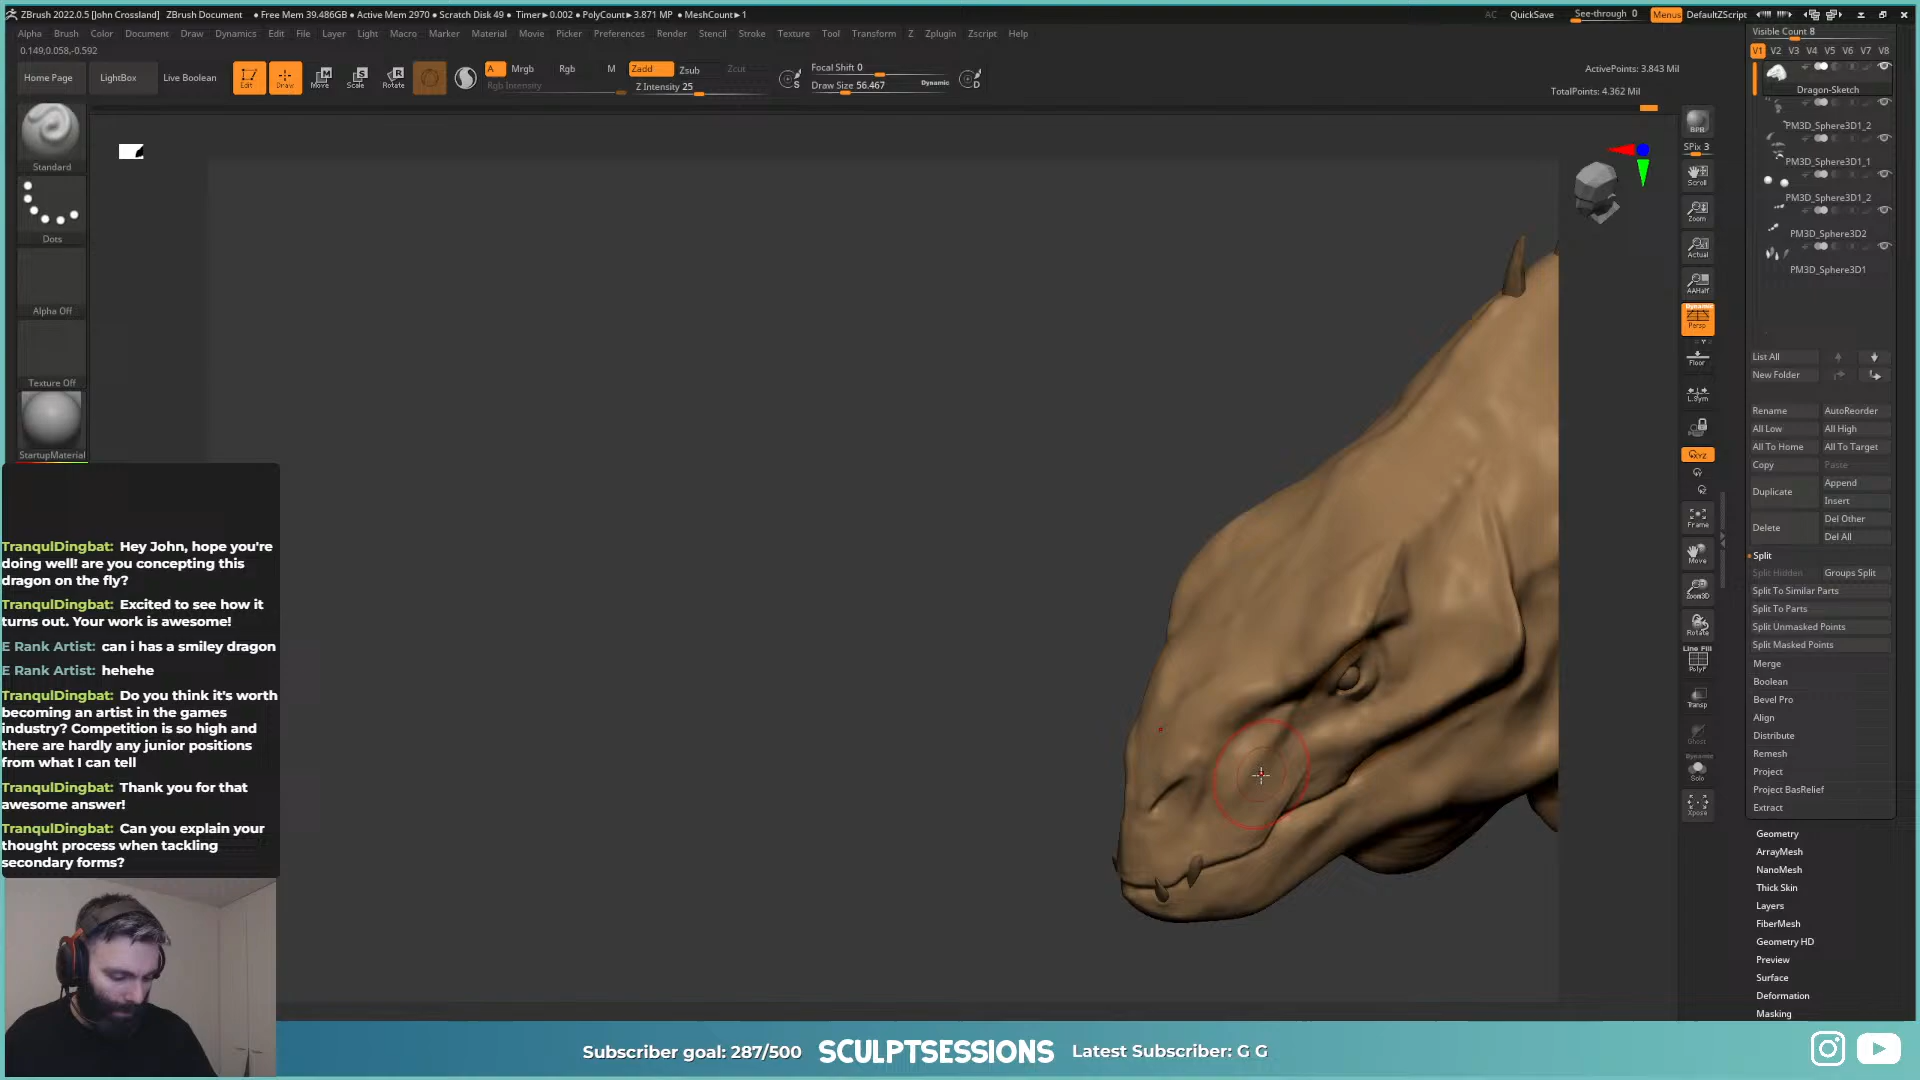 ZBrush 2022.0.5 [John Crossland] ZBrush Document ● Free Mem 39.486GB ● Active Mem 2970 ● Scratch Disk 49 ● Timer▸0.002 ● PolyCount▸3.871 MP ● MeshCount▸1 AC QuickSave See-through 0 Menus DefaultZScript
Alpha Brush Color Document Draw Dynamics Edit File Layer Light Macro Marker Material Movie Picker Preferences Render Stencil Stroke Texture Tool Transform Z Zplugin Zscript Help
0.149,0.058,-0.592
Home Page
LightBox
Live Boolean
Edit
Draw
Move
Scale
Rotate
A
Mrgb
Rgb
M
Rgb Intensity
Zadd
Zsub
Zcut
Z Intensity 25
S
Focal Shift 0
Draw Size 56.467
Dynamic
D
ActivePoints: 3.843 Mil
TotalPoints: 4.362 Mil
Standard
Dots
Alpha Off
Texture Off
StartupMaterial
TranqulDingbat: Hey John, hope you're
doing well! are you concepting this
dragon on the fly?
TranqulDingbat: Excited to see how it
turns out. Your work is awesome!
E Rank Artist: can i has a smiley dragon
E Rank Artist: hehehe
TranqulDingbat: Do you think it's worth
becoming an artist in the games
industry? Competition is so high and
there are hardly any junior positions
from what I can tell
TranqulDingbat: Thank you for that
awesome answer!
TranqulDingbat: Can you explain your
thought process when tackling
secondary forms?
BPR
SPix 3
Scroll
Zoom
Actual
AAHalf
Dynamic
Persp
Floor
L.Sym
XYZ
Frame
Move
Zoom3D
Rotate
Line Fill
PolyF
Transp
Ghost
Dynamic
Solo
Xpose
Visible Count 8
V1 V2 V3 V4 V5 V6 V7 V8
Dragon-Sketch
PM3D_Sphere3D1_2
PM3D_Sphere3D1_1
PM3D_Sphere3D1_2
PM3D_Sphere3D2
PM3D_Sphere3D1
List All
New Folder
Rename AutoReorder
All Low All High
All To Home All To Target
Copy Paste
Duplicate Append
Insert
Delete Del Other
Del All
Split
Split Hidden Groups Split
Split To Similar Parts
Split To Parts
Split Unmasked Points
Split Masked Points
Merge
Boolean
Bevel Pro
Align
Distribute
Remesh
Project
Project BasRelief
Extract
Geometry
ArrayMesh
NanoMesh
Thick Skin
Layers
FiberMesh
Geometry HD
Preview
Surface
Deformation
Masking
Subscriber goal: 287/500 SCULPTSESSIONS Latest Subscriber: G G